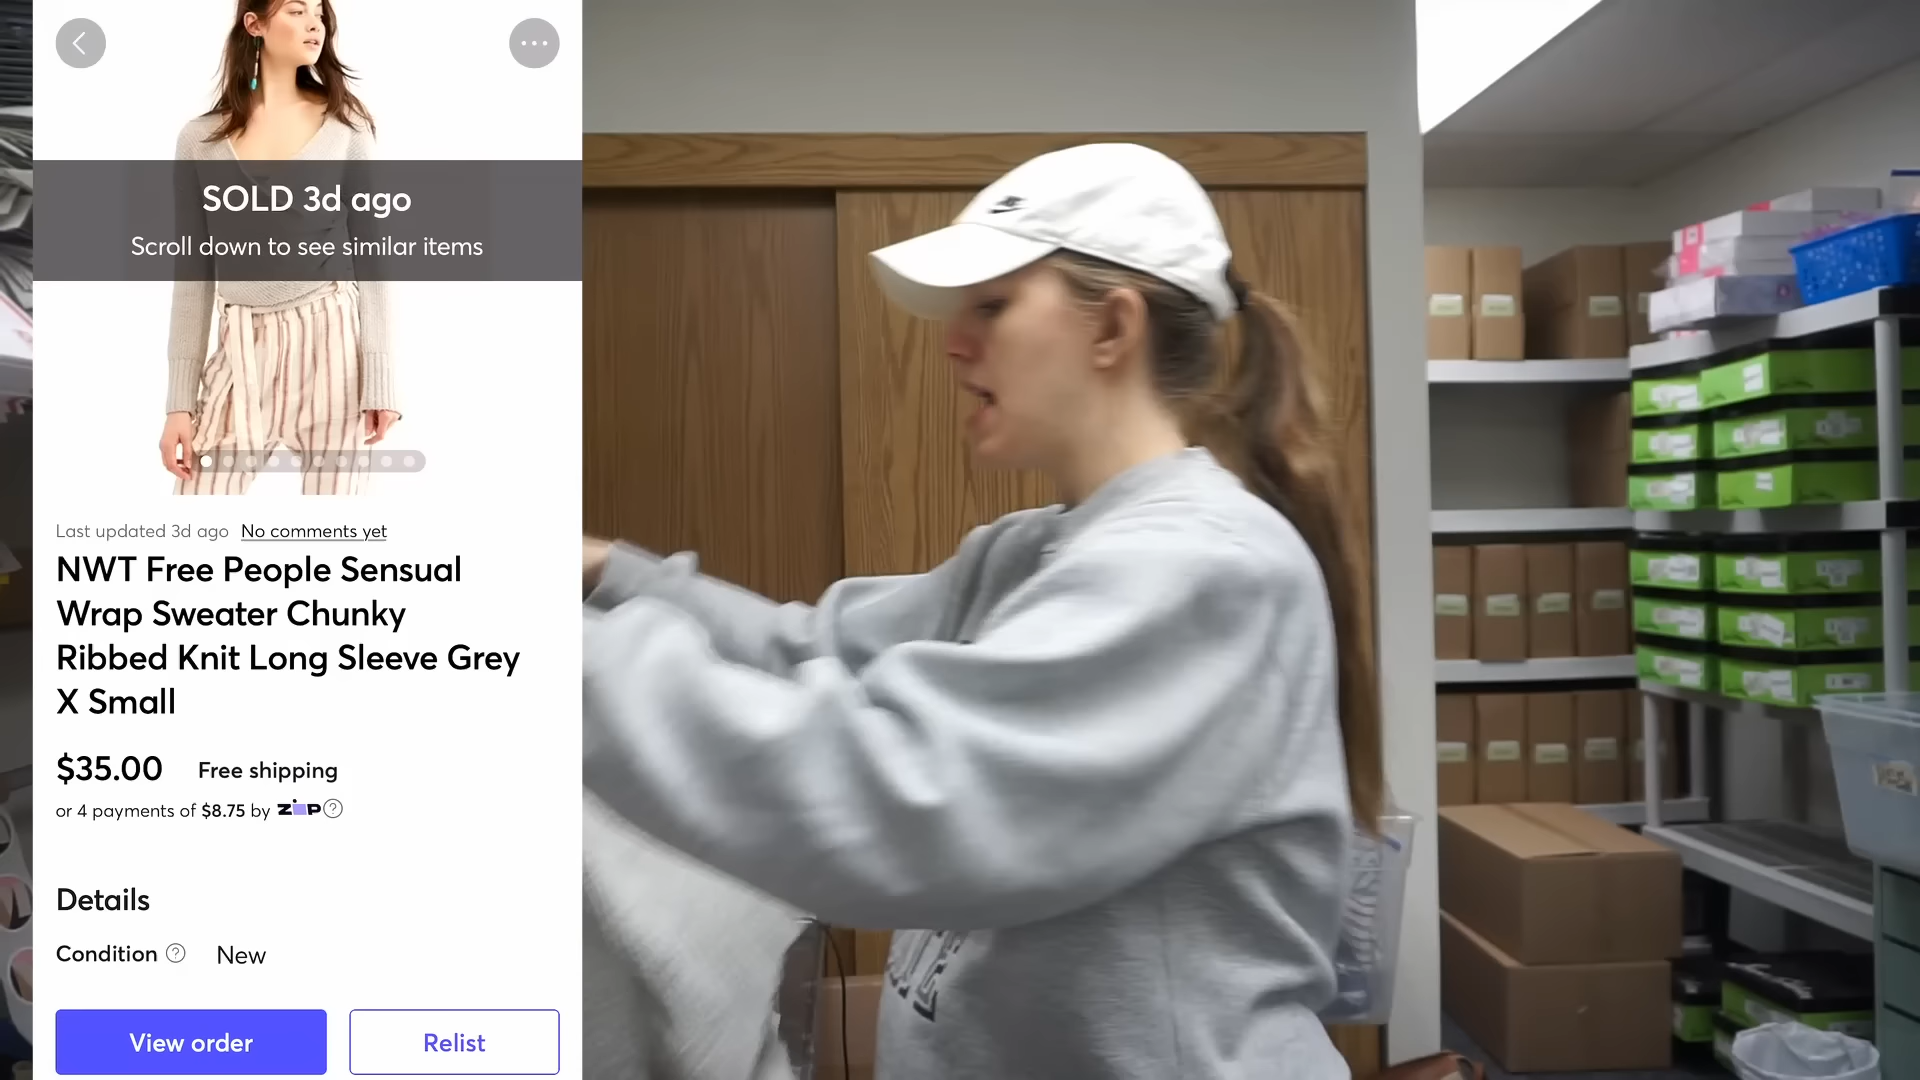 SOLD 3d ago
Scroll down to see similar items
Last updated 3d ago No comments yet
NWT Free People Sensual
Wrap Sweater Chunky
Ribbed Knit Long Sleeve Grey
X Small
$35.00 Free shipping
or 4 payments of $8.75 by zip
Details
Condition New
View order Relist